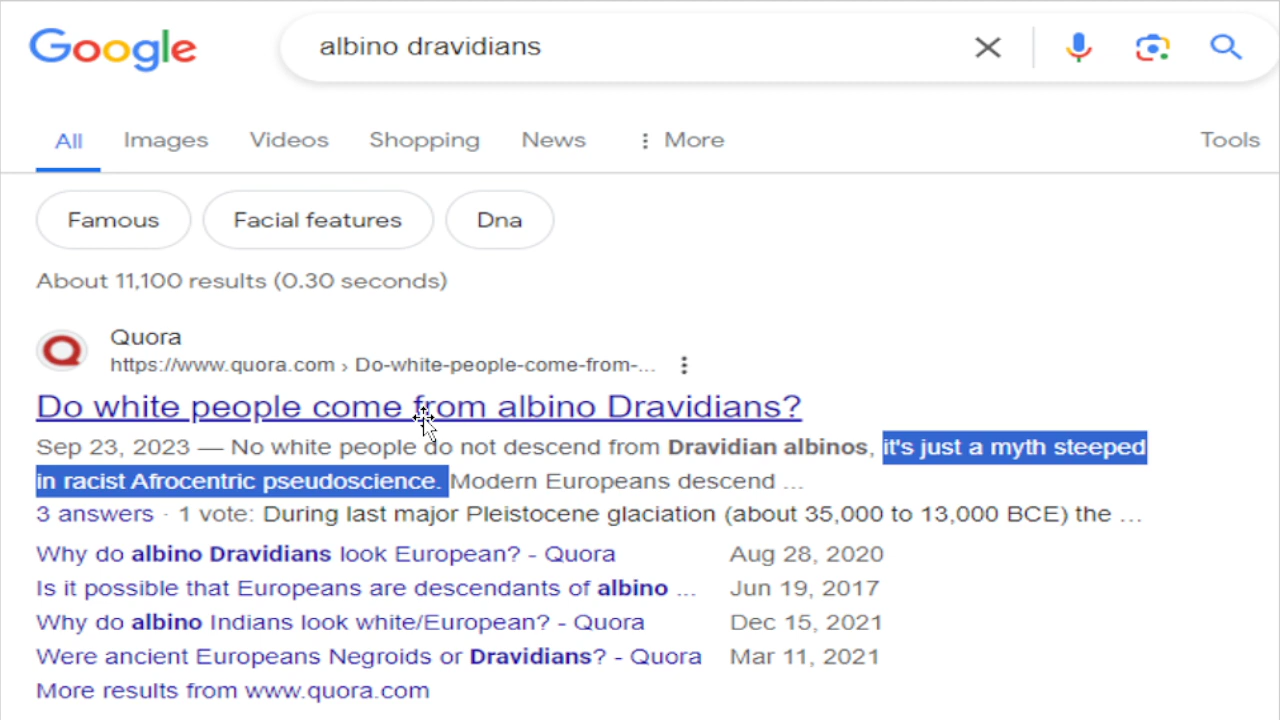 Google
albino dravidians
All Images Videos Shopping News More Tools
Famous Facial features Dna
About 11,100 results (0.30 seconds)
Quora
https://www.quora.com › Do-white-people-come-from-...
Do white people come from albino Dravidians?
Sep 23, 2023 — No white people do not descend from Dravidian albinos, it's just a myth steeped
in racist Afrocentric pseudoscience. Modern Europeans descend ...
3 answers · 1 vote: During last major Pleistocene glaciation (about 35,000 to 13,000 BCE) the ...
Why do albino Dravidians look European? - Quora Aug 28, 2020
Is it possible that Europeans are descendants of albino ... Jun 19, 2017
Why do albino Indians look white/European? - Quora Dec 15, 2021
Were ancient Europeans Negroids or Dravidians? - Quora Mar 11, 2021
More results from www.quora.com